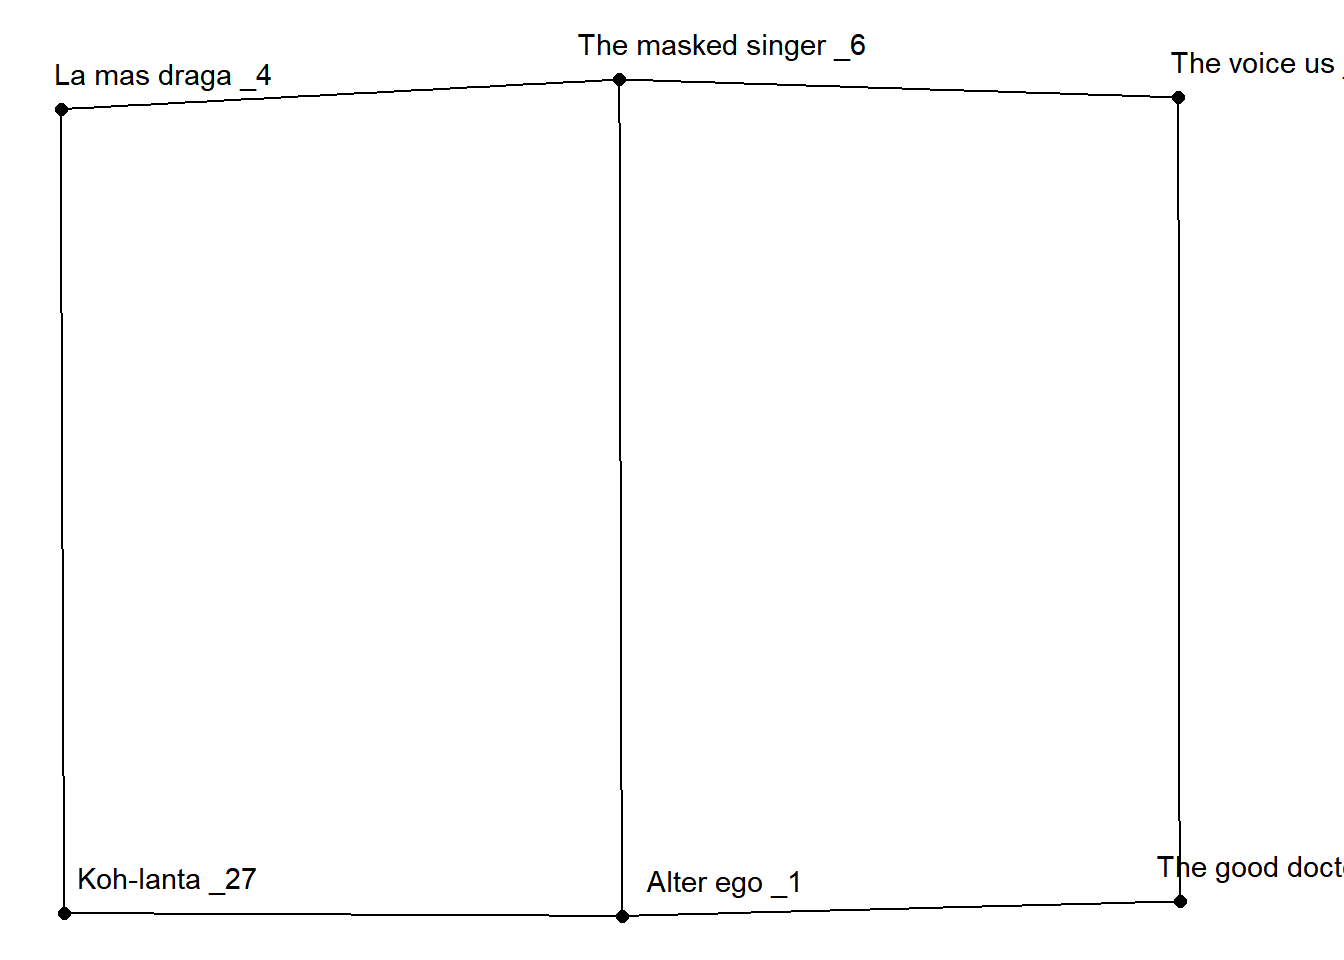 The masked singer _6
The voice us
La mas draga _4
The good
Koh-lanta _27
Alter ego _1